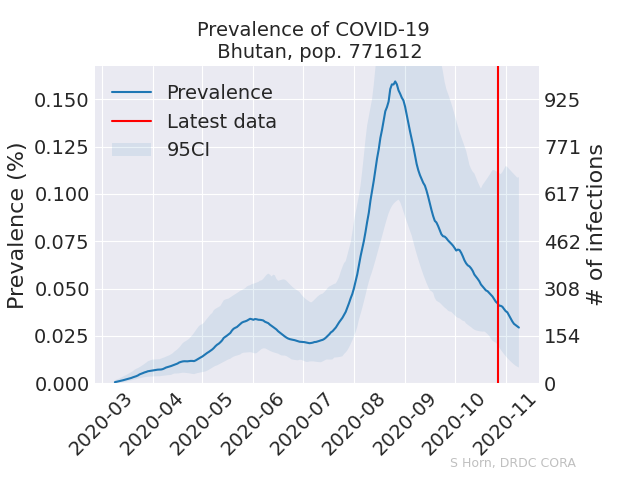 Prevalence of COVID-19
Bhutan, pop. 771612
Prevalence
Latest data
95CI
Prevalence (%)
0.150
0.125
0.100
0.075
0.050
0.025
0.000
925
771
617
462
308
154
0
# of infections
2020-03
2020-04
2020-05
2020-06
2020-07
2020-08
2020-09
2020-10
2020-11
S Horn, DRDC CORA